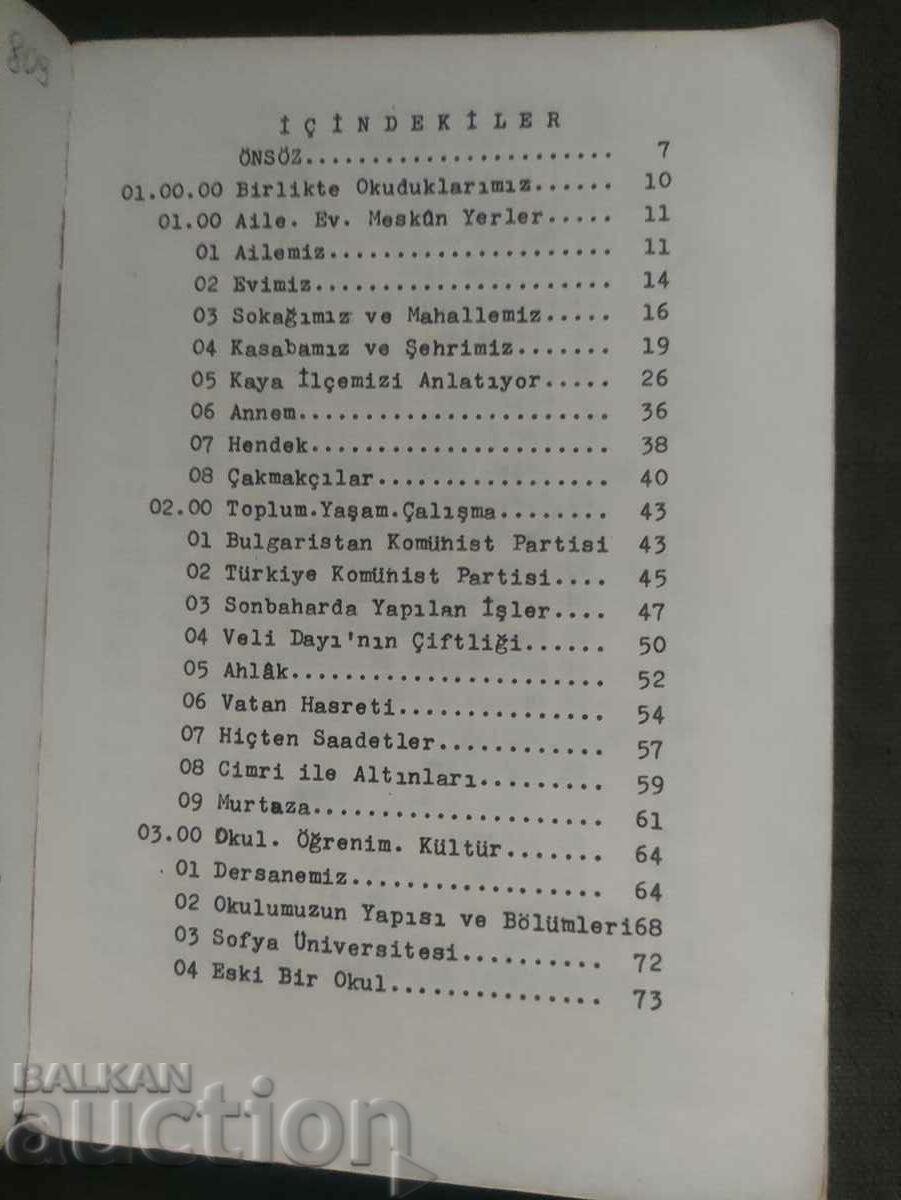 809
İÇİNDEKİLER
ÖNSÖZ....................... 7
01.00.00 Birlikte Okuduklarımız...... 10
01.00 Aile. Ev. Meskûn Yerler..... 11
01 Ailemiz..................... 11
02 Evimiz...................... 14
03 Sokağımız ve Mahallemiz..... 16
04 Kasabamız ve Şehrimiz....... 19
05 Kaya İlçemizi Anlatıyor..... 26
06 Annem........................ 36
07 Hendek....................... 38
08 Çakmakçılar.................. 40
02.00 Toplum.Yaşam.Çalışma........ 43
01 Bulgaristan Komünist Partisi 43
02 Türkiye Komünist Partisi.... 45
03 Sonbaharda Yapılan İşler.... 47
04 Veli Dayı'nın Çiftliği...... 50
05 Ahlâk........................ 52
06 Vatan Hasreti................ 54
07 Hiçten Saadetler............. 57
08 Cimri ile Altınları.......... 59
09 Murtaza...................... 61
03.00 Okul. Öğrenim. Kültür....... 64
01 Dersanemiz................... 64
02 Okulumuzun Yapısı ve Bölümleri68
03 Sofya Üniversitesi........... 72
04 Eski Bir Okul................ 73
BALKAN
auction